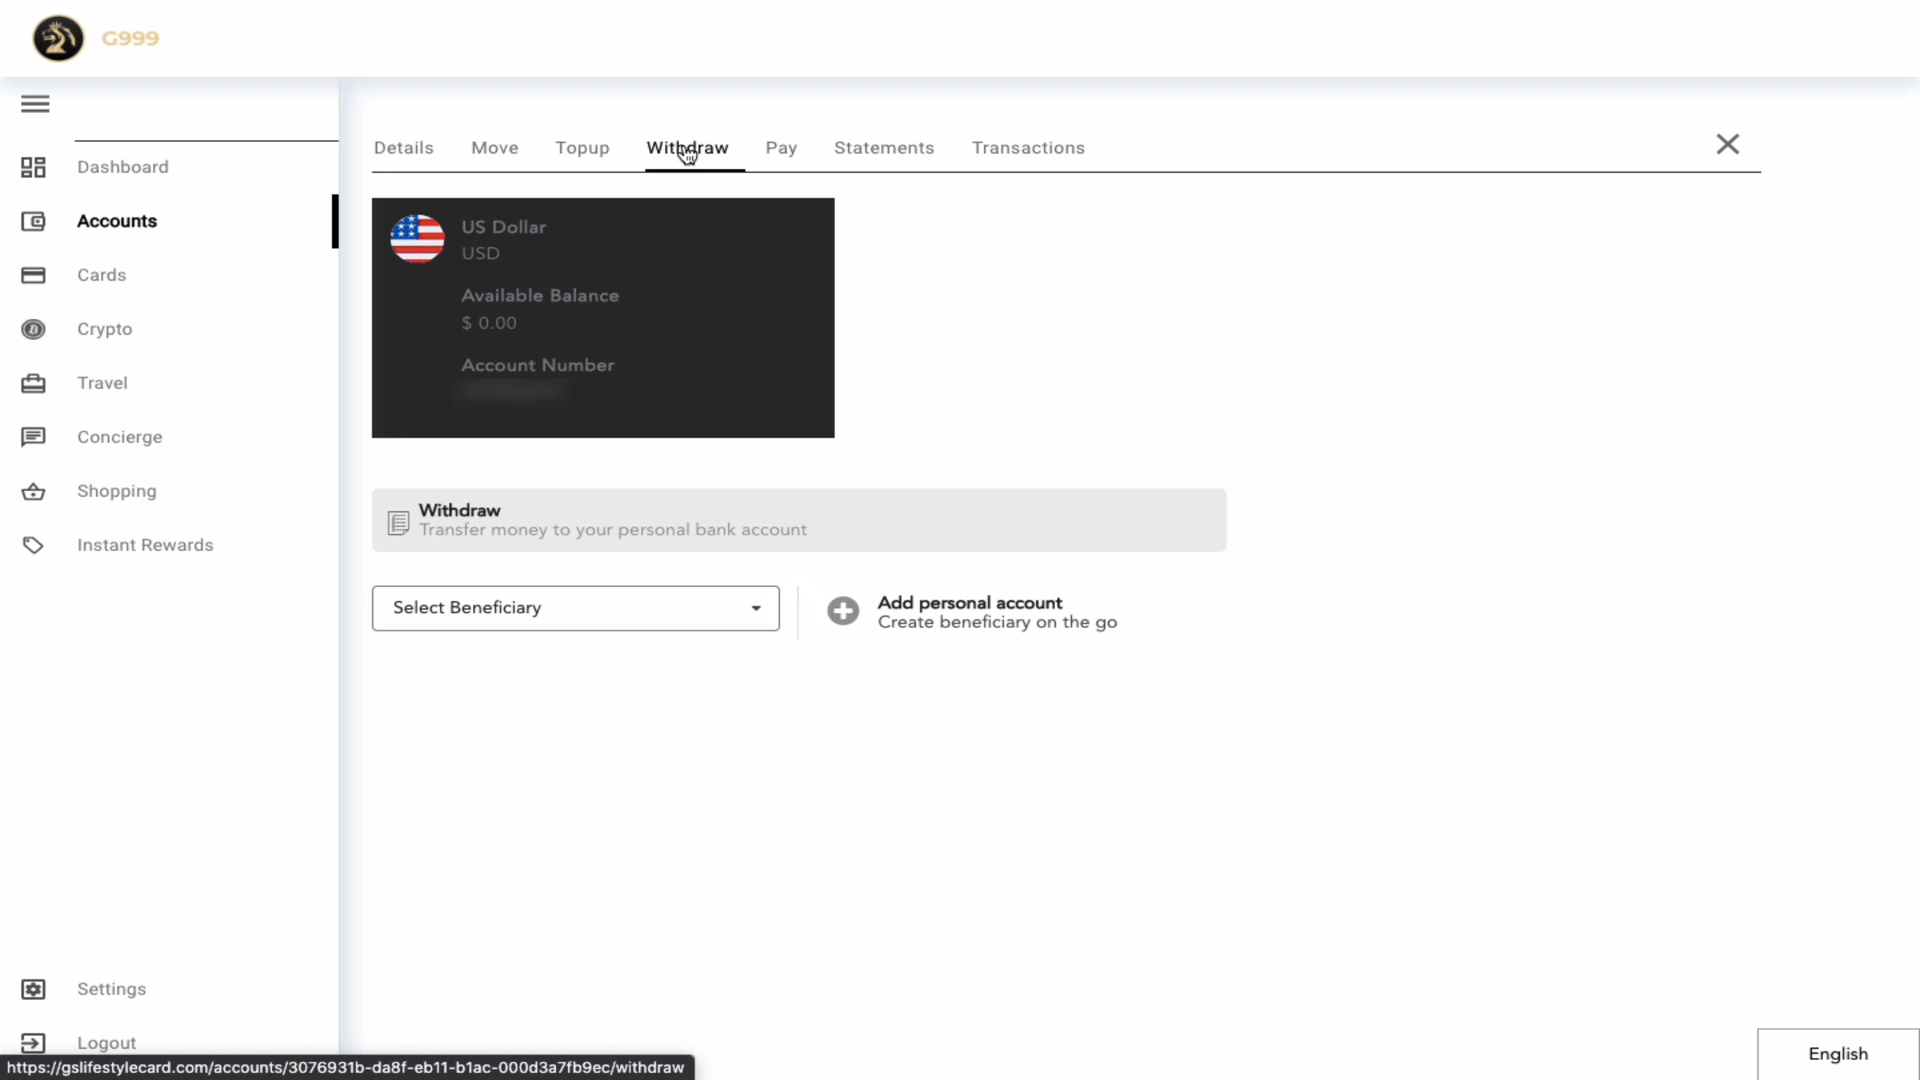 G999
Dashboard
Accounts
Cards
Crypto
Travel
Concierge
Shopping
Instant Rewards
Settings
Logout
Details Move Topup Withdraw Pay Statements Transactions
US Dollar
USD
Available Balance
$ 0.00
Account Number
Withdraw
Transfer money to your personal bank account
Select Beneficiary
Add personal account
Create beneficiary on the go
English
https://gslifestylecard.com/accounts/3076931b-da8f-eb11-b1ac-000d3a7fb9ec/withdraw